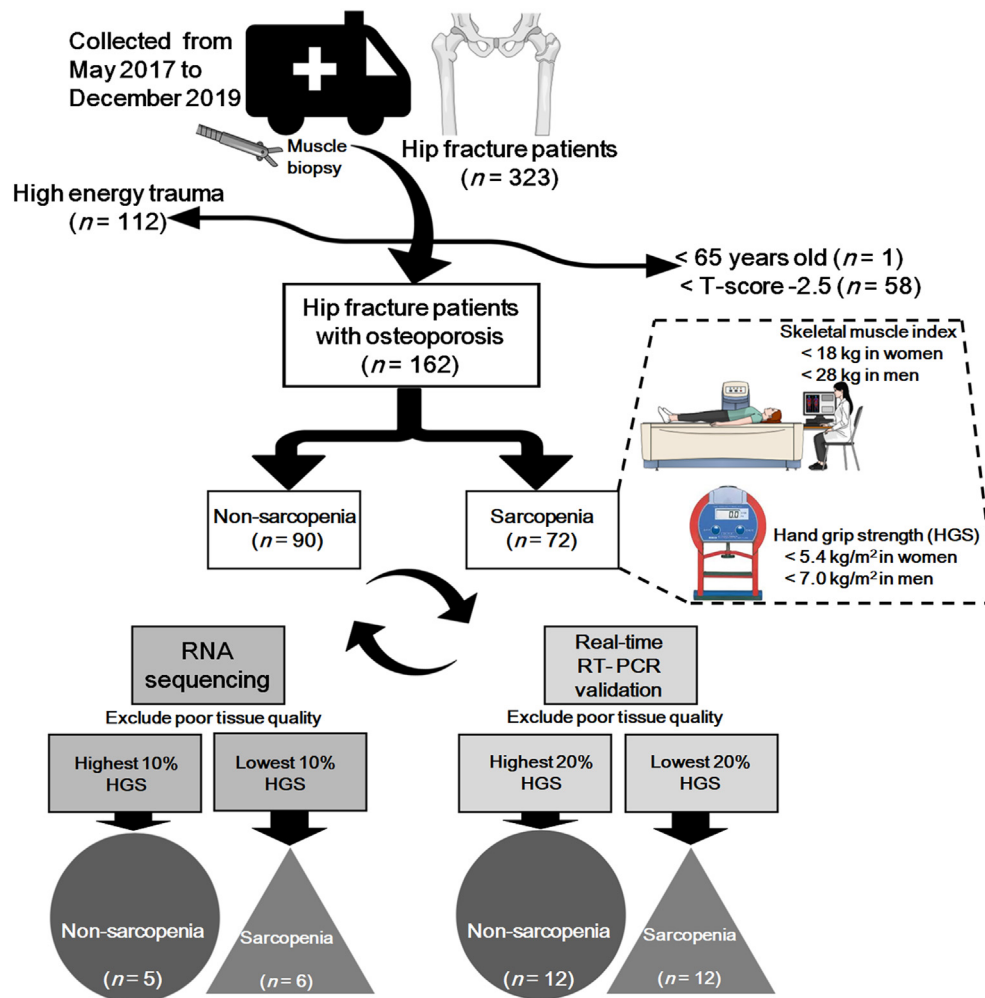 Collected from
May 2017 to
December 2019
Muscle
biopsy
Hip fracture patients
(n = 323)
High energy trauma
(n = 112)
< 65 years old (n = 1)
< T-score -2.5 (n = 58)
Hip fracture patients
with osteoporosis
(n = 162)
Skeletal muscle index
< 18 kg in women
< 28 kg in men
Non-sarcopenia
(n = 90)
Sarcopenia
(n = 72)
0.0
Hand grip strength (HGS)
< 5.4 kg/m² in women
< 7.0 kg/m² in men
RNA
sequencing
Exclude poor tissue quality
Highest 10%
HGS
Lowest 10%
HGS
Non-sarcopenia
(n = 5)
Sarcopenia
(n = 6)
Real-time
RT- PCR
validation
Exclude poor tissue quality
Highest 20%
HGS
Lowest 20%
HGS
Non-sarcopenia
(n = 12)
Sarcopenia
(n = 12)